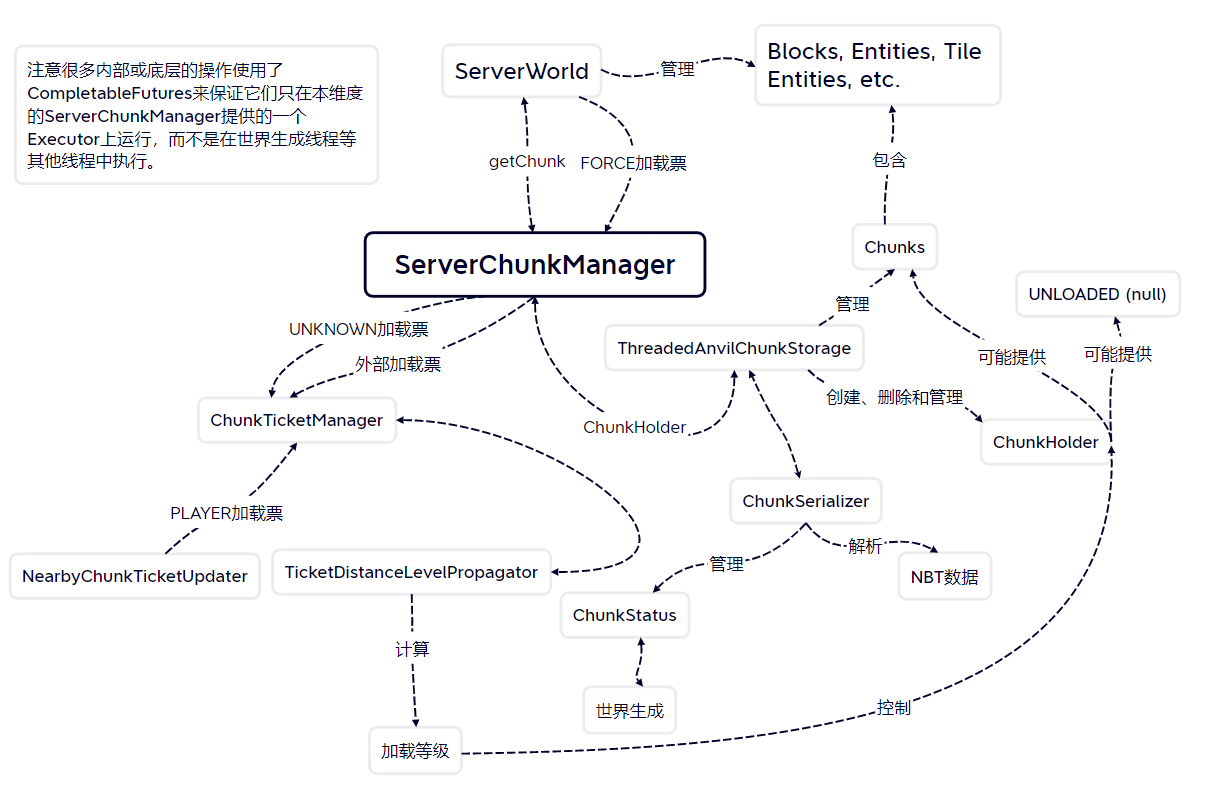 注意很多内部或底层的操作使用了
CompletableFutures来保证它们只在本维度
的ServerChunkManager提供的一个
Executor上运行，而不是在世界生成线程等
其他线程中执行。
ServerWorld
管理
Blocks, Entities, Tile
Entities, etc.
getChunk
FORCE加载票
包含
ServerChunkManager
Chunks
UNLOADED (null)
管理
UNKNOWN加载票
外部加载票
ThreadedAnvilChunkStorage
可能提供
可能提供
创建、删除和管理
ChunkTicketManager
ChunkHolder
ChunkHolder
ChunkSerializer
PLAYER加载票
解析
管理
NearbyChunkTicketUpdater
TicketDistanceLevelPropagator
NBT数据
ChunkStatus
计算
世界生成
控制
加载等级